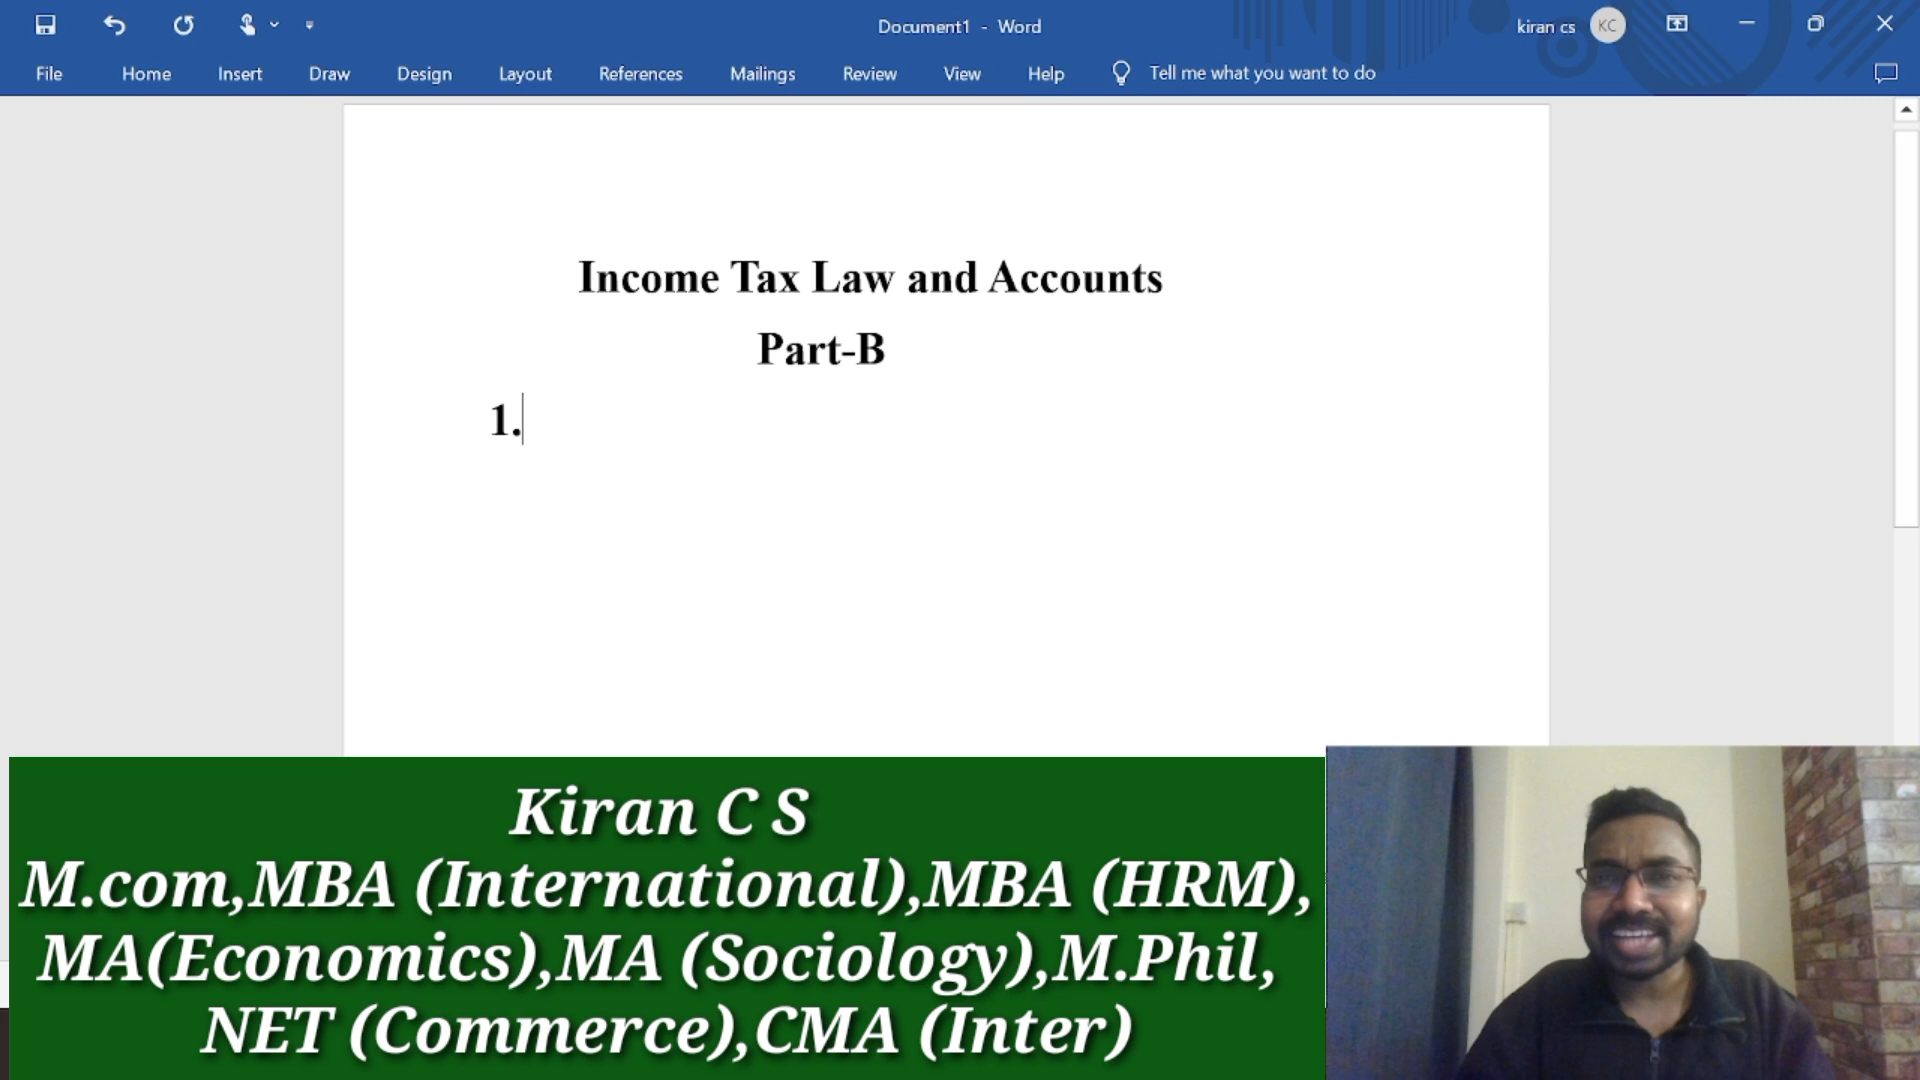 Document1 - Word
kiran cs KC
File Home Insert Draw Design Layout References Mailings Review View Help Tell me what you want to do
Income Tax Law and Accounts
Part-B
1.
Kiran C S
M.com,MBA (International),MBA (HRM),
MA(Economics),MA (Sociology),M.Phil,
NET (Commerce),CMA (Inter)